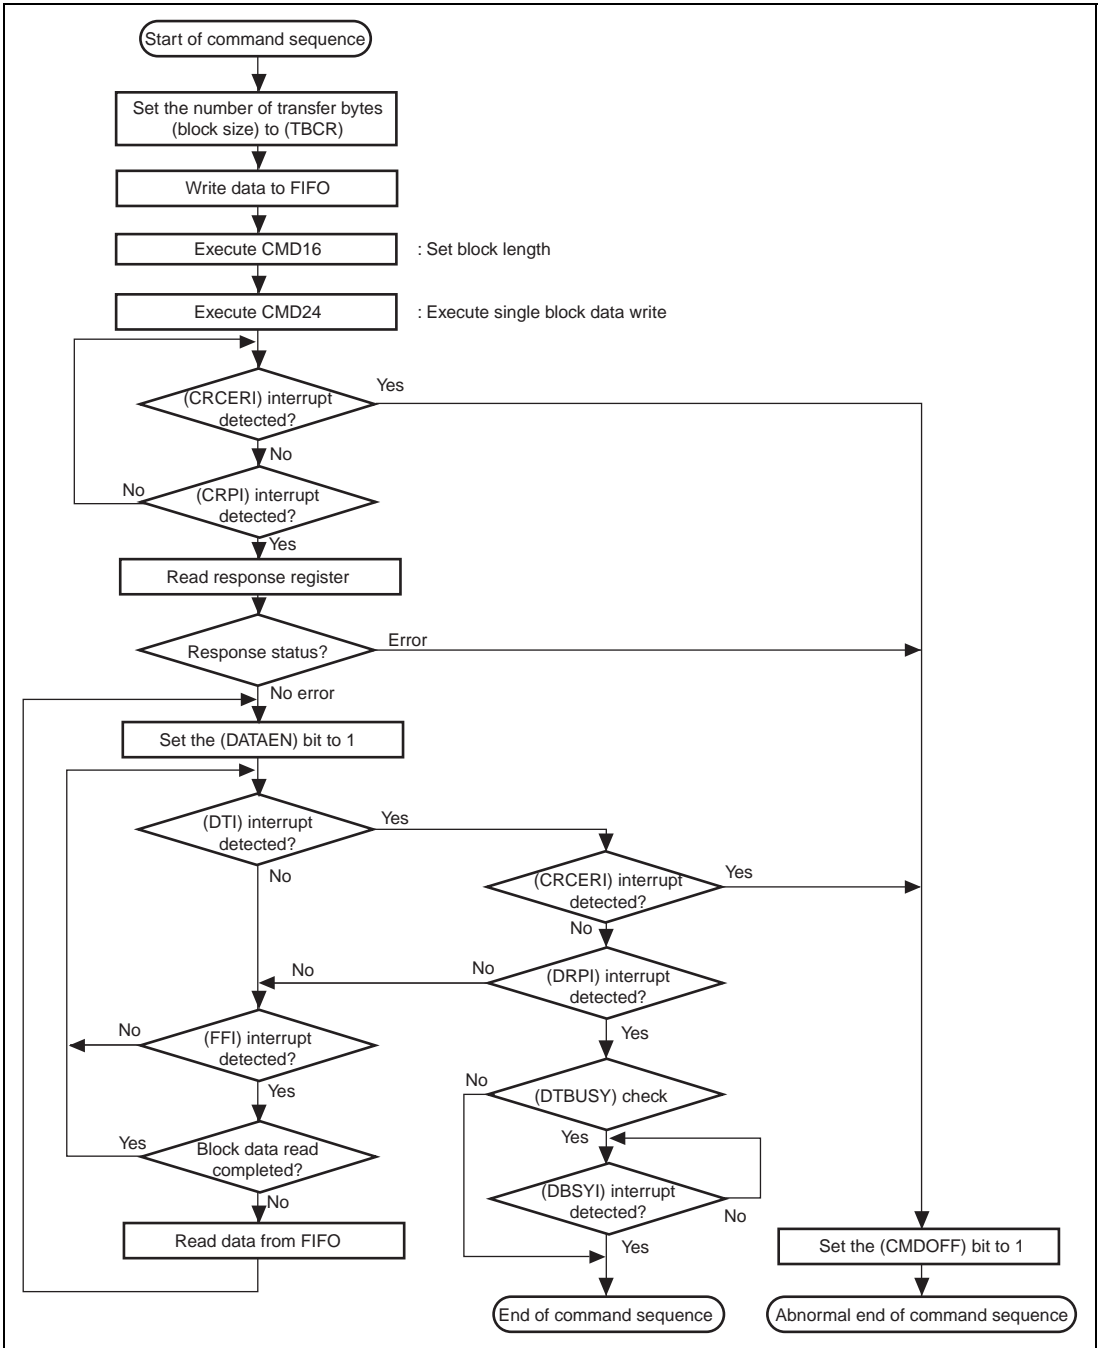 Start of command sequence
Set the number of transfer bytes
(block size) to (TBCR)
Write data to FIFO
Execute CMD16
: Set block length
Execute CMD24
: Execute single block data write
Yes
(CRCERI) interrupt
detected?
No
No
(CRPI) interrupt
detected?
Yes
Read response register
Error
Response status?
No error
Set the (DATAEN) bit to 1
Yes
(DTI) interrupt
detected?
No
Yes
(CRCERI) interrupt
detected?
No
No
No
(DRPI) interrupt
detected?
Yes
No
(FFI) interrupt
detected?
Yes
No
(DTBUSY) check
Yes
Yes
Block data read
completed?
No
(DBSYI) interrupt
detected?
No
Yes
Read data from FIFO
Set the (CMDOFF) bit to 1
End of command sequence
Abnormal end of command sequence